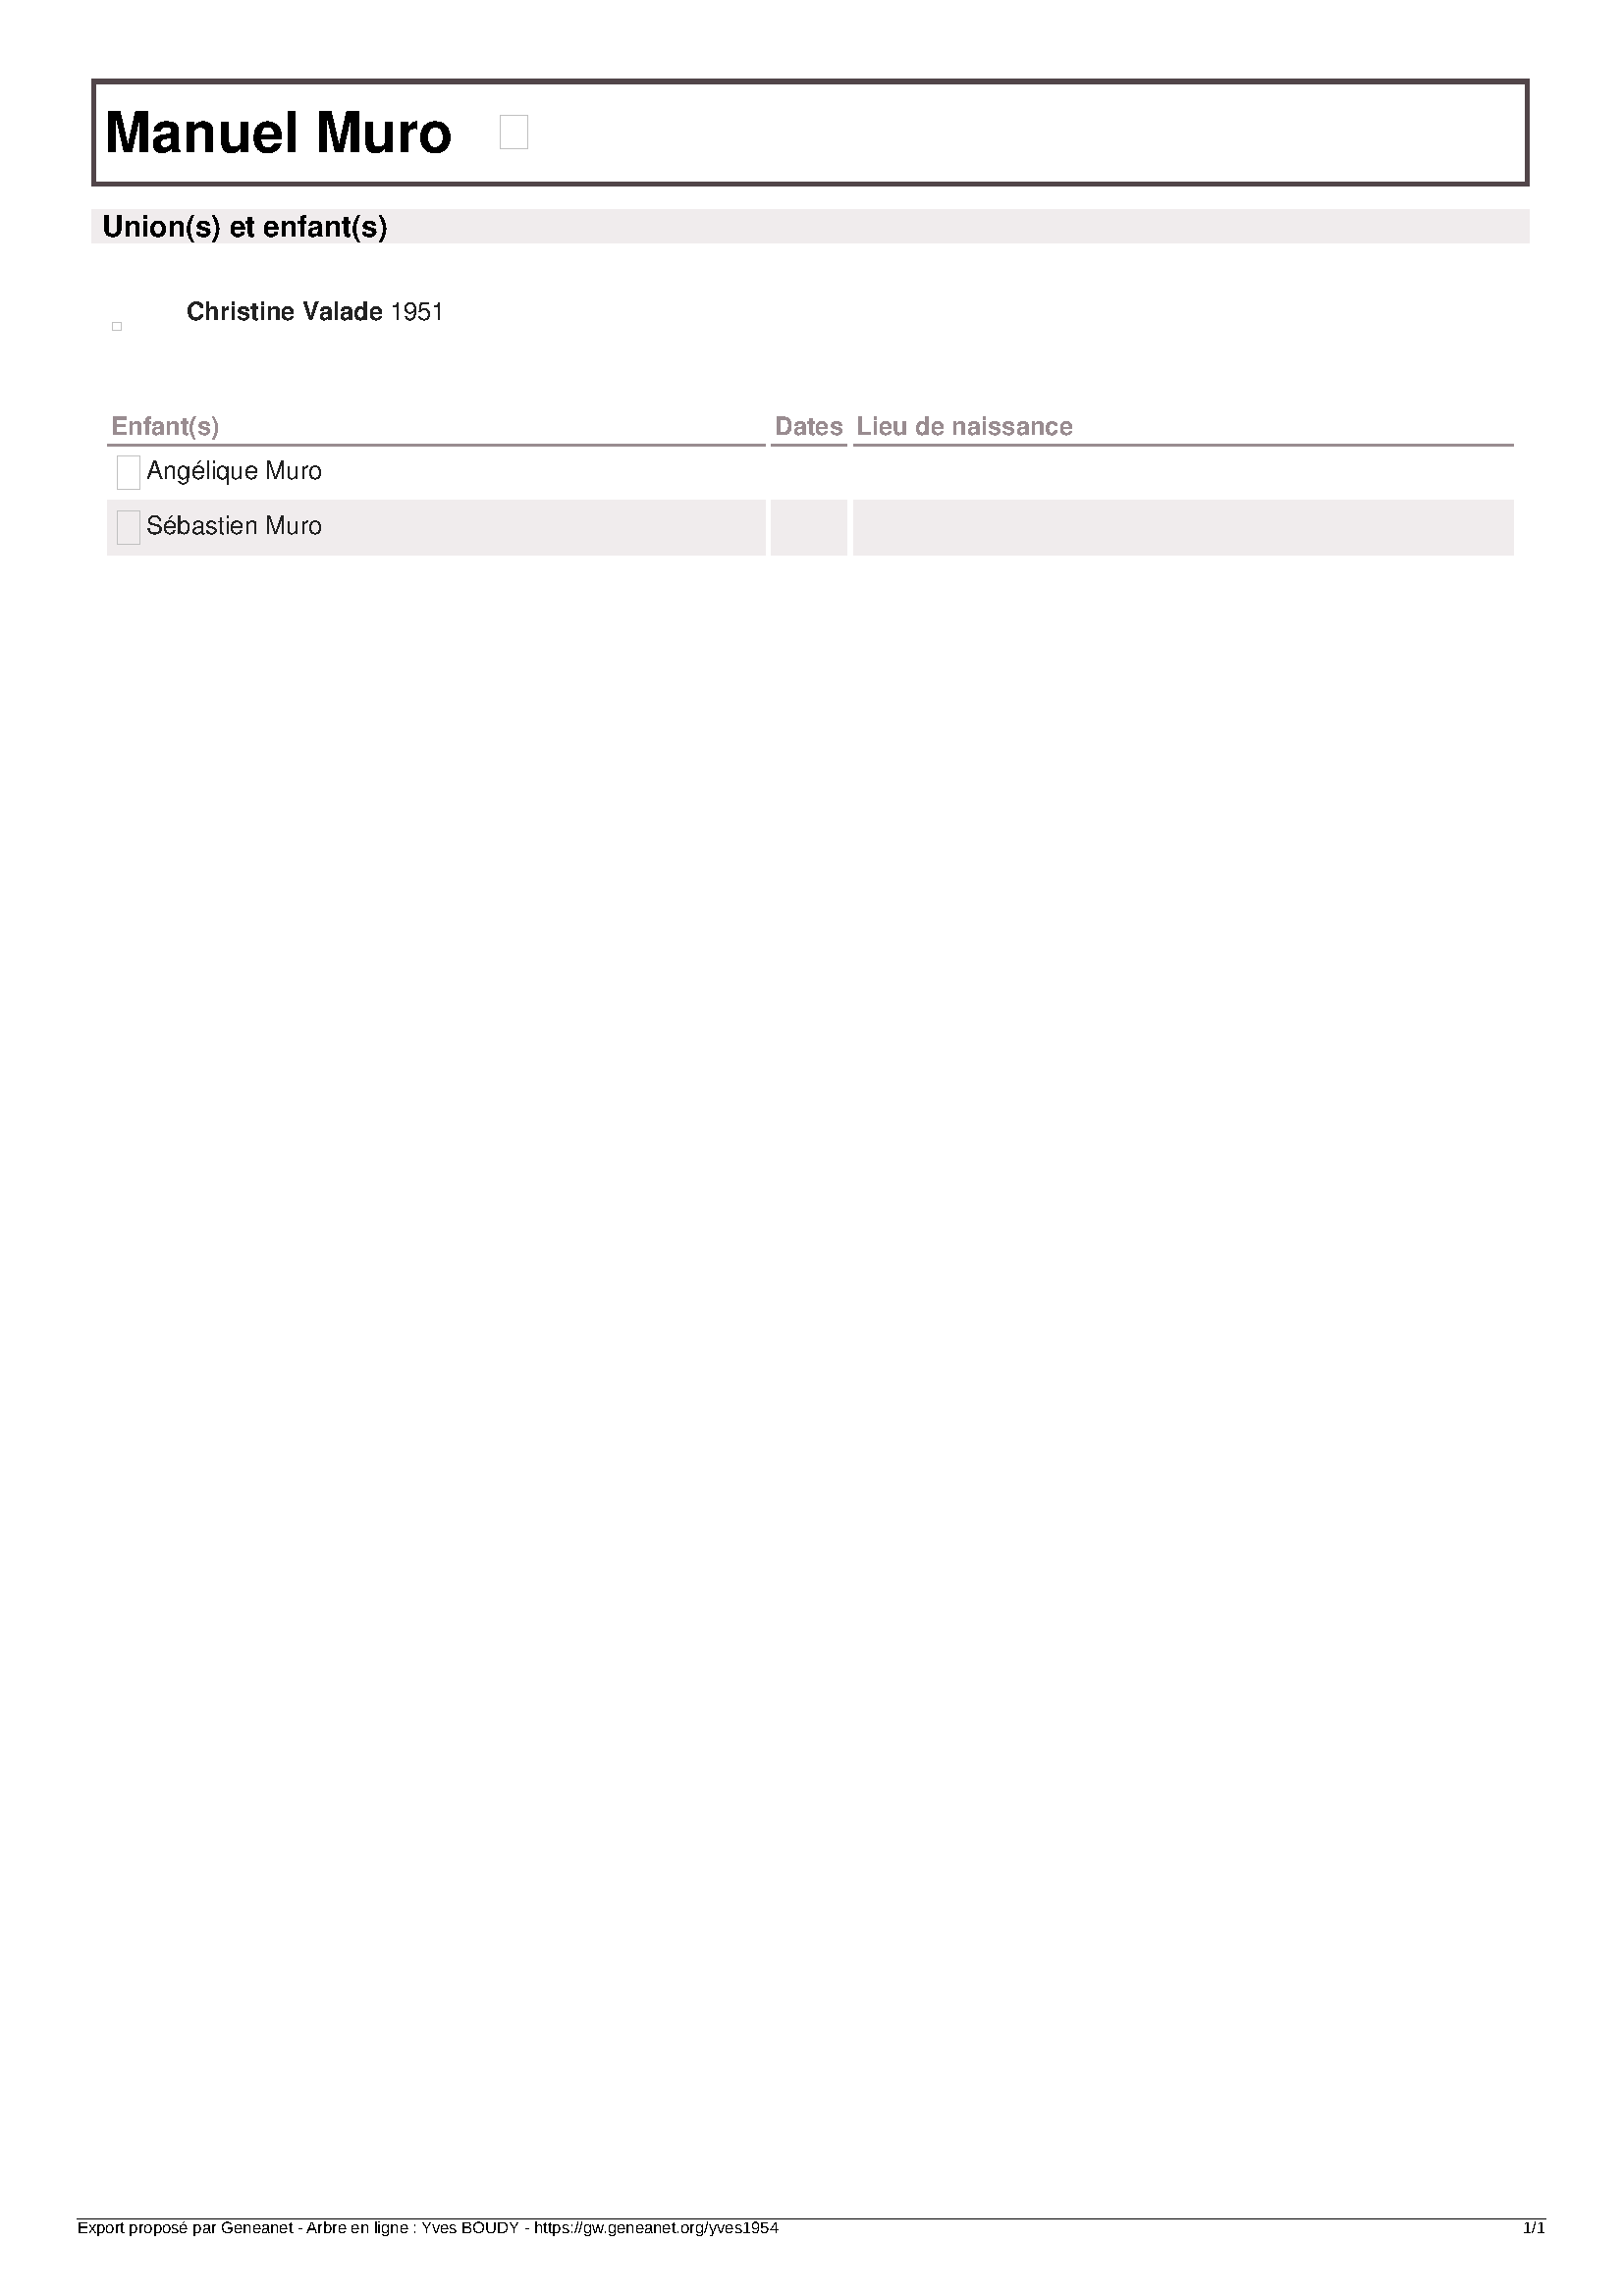 Manuel Muro
Union(s) et enfant(s)
Christine Valade 1951
Enfant(s) Dates Lieu de naissance
Angélique Muro
Sébastien Muro
Export proposé par Geneanet - Arbre en ligne : Yves BOUDY - https://gw.geneanet.org/yves1954 1/1